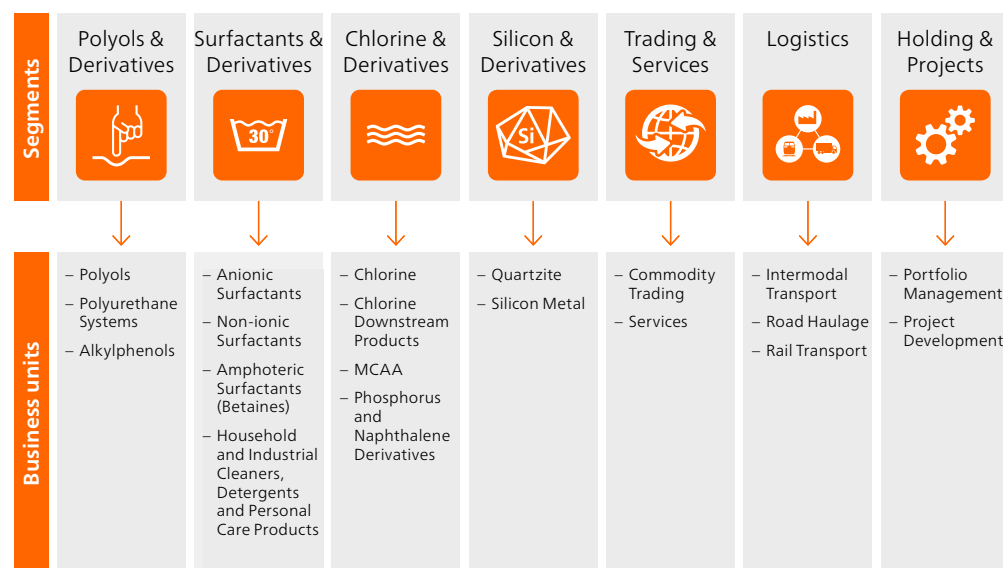 Segments
Polyols &
Derivatives
Surfactants &
Derivatives
30°
Chlorine &
Derivatives
Silicon &
Derivatives
Si
Trading &
Services
Logistics
Holding &
Projects
Business units
– Polyols
– Polyurethane
Systems
– Alkylphenols
– Anionic
Surfactants
– Non-ionic
Surfactants
– Amphoteric
Surfactants
(Betaines)
– Household
and Industrial
Cleaners,
Detergents
and Personal
Care Products
– Chlorine
– Chlorine
Downstream
Products
– MCAA
– Phosphorus
and
Naphthalene
Derivatives
– Quartzite
– Silicon Metal
– Commodity
Trading
– Services
– Intermodal
Transport
– Road Haulage
– Rail Transport
– Portfolio
Management
– Project
Development